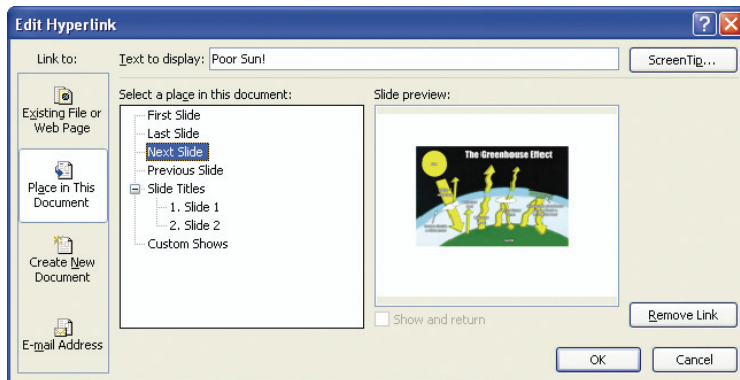 Edit Hyperlink
Link to:
Text to display: Poor Sun!
ScreenTip...
Existing File or
Web Page
Place in This
Document
Create New
Document
E-mail Address
Select a place in this document:
First Slide
Last Slide
Next Slide
Previous Slide
Slide Titles
1. Slide 1
2. Slide 2
Custom Shows
Slide preview:
The Greenhouse Effect
Show and return
Remove Link
OK
Cancel